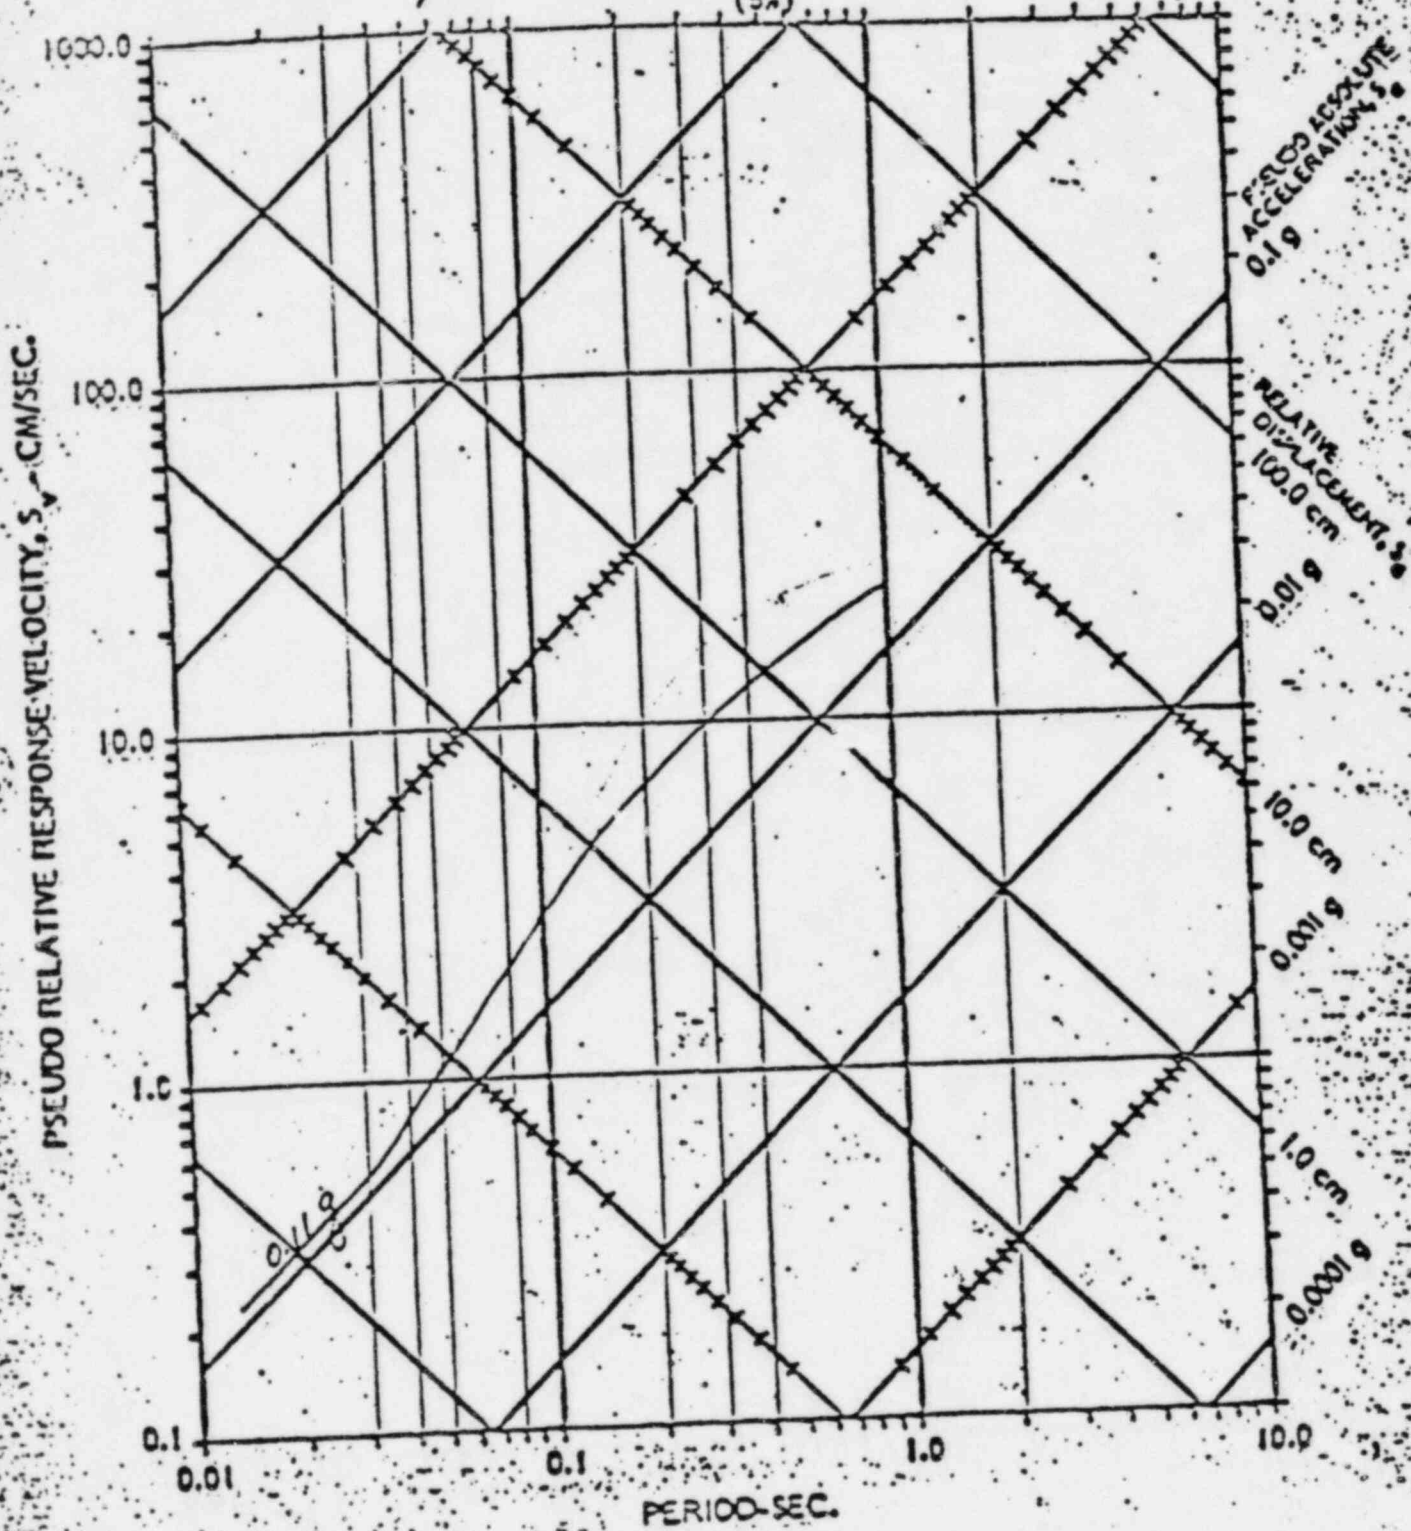 (5%)
1000.0
100.0
10.0
1.0
0.1
PSEUDO RELATIVE RESPONSE VELOCITY, Sv-CM/SEC.
PSEUDO ABSOLUTE
ACCELERATION, Sa
0.1 g
RELATIVE
DISPLACEMENT, Sd
100.0 cm
0.01 g
10.0 cm
0.001 g
1.0 cm
0.0001 g
0.11 g
0.01
0.1
1.0
10.0
PERIOD-SEC.